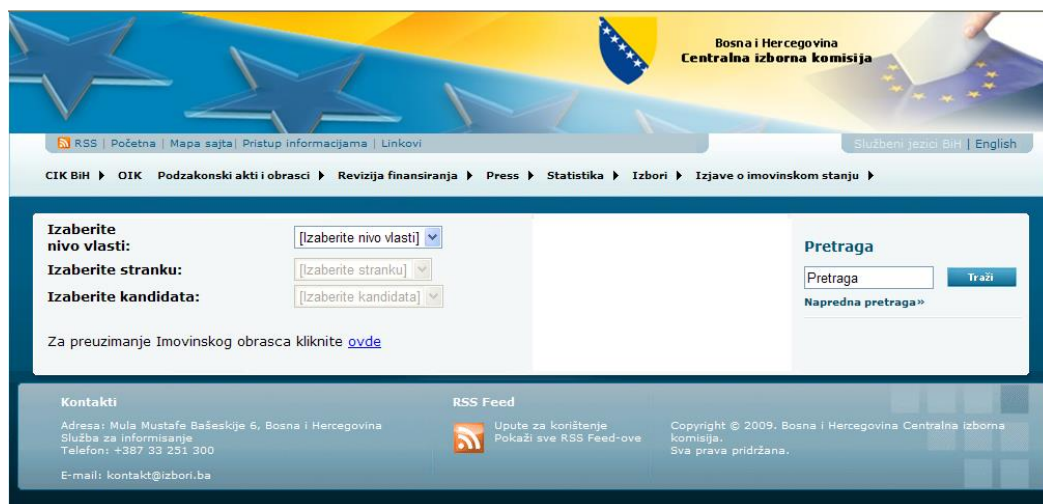 Bosna i Hercegovina
Centralna izborna komisija
RSS | Početna | Mapa sajta| Pristup informacijama | Linkovi
Službeni jezici BiH | English
CIK BiH OIK Podzakonski akti i obrasci Revizija finansiranja Press Statistika Izbori Izjave o imovinskom stanju
Izaberite
nivo vlasti:
[Izaberite nivo vlasti]
Izaberite stranku:
[Izaberite stranku]
Izaberite kandidata:
[Izaberite kandidata]
Za preuzimanje Imovinskog obrasca kliknite ovde
Pretraga
Pretraga
Traži
Napredna pretraga»
Kontakti
Adresa: Mula Mustafe Bašeskije 6, Bosna i Hercegovina
Služba za informisanje
Telefon: +387 33 251 300
E-mail: kontakt@izbori.ba
RSS Feed
Upute za korištenje
Pokaži sve RSS Feed-ove
Copyright © 2009. Bosna i Hercegovina Centralna izborna
komisija.
Sva prava pridržana.